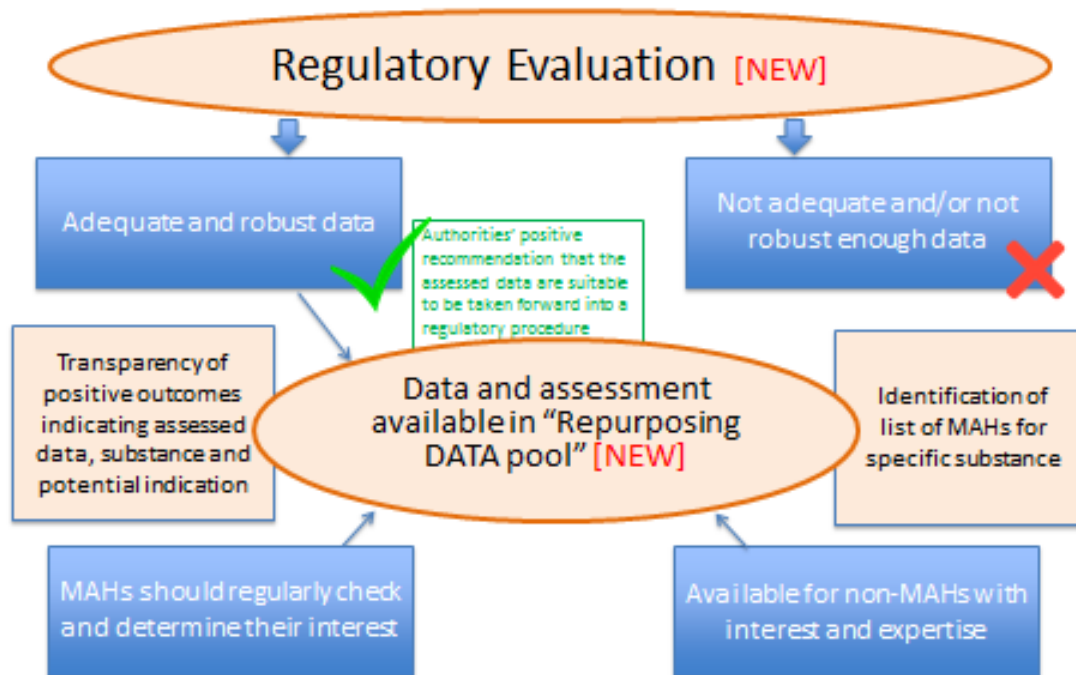 Regulatory Evaluation [NEW]
Adequate and robust data
Not adequate and/or not
robust enough data
Authorities' positive
recommendation that the
assessed data are suitable
to be taken forward into a
regulatory procedure
Transparency of
positive outcomes
indicating assessed
data, substance and
potential indication
Data and assessment
available in “Repurposing
DATA pool” [NEW]
Identification of
list of MAHs for
specific substance
MAHs should regularly check
and determine their interest
Available for non-MAHs with
interest and expertise